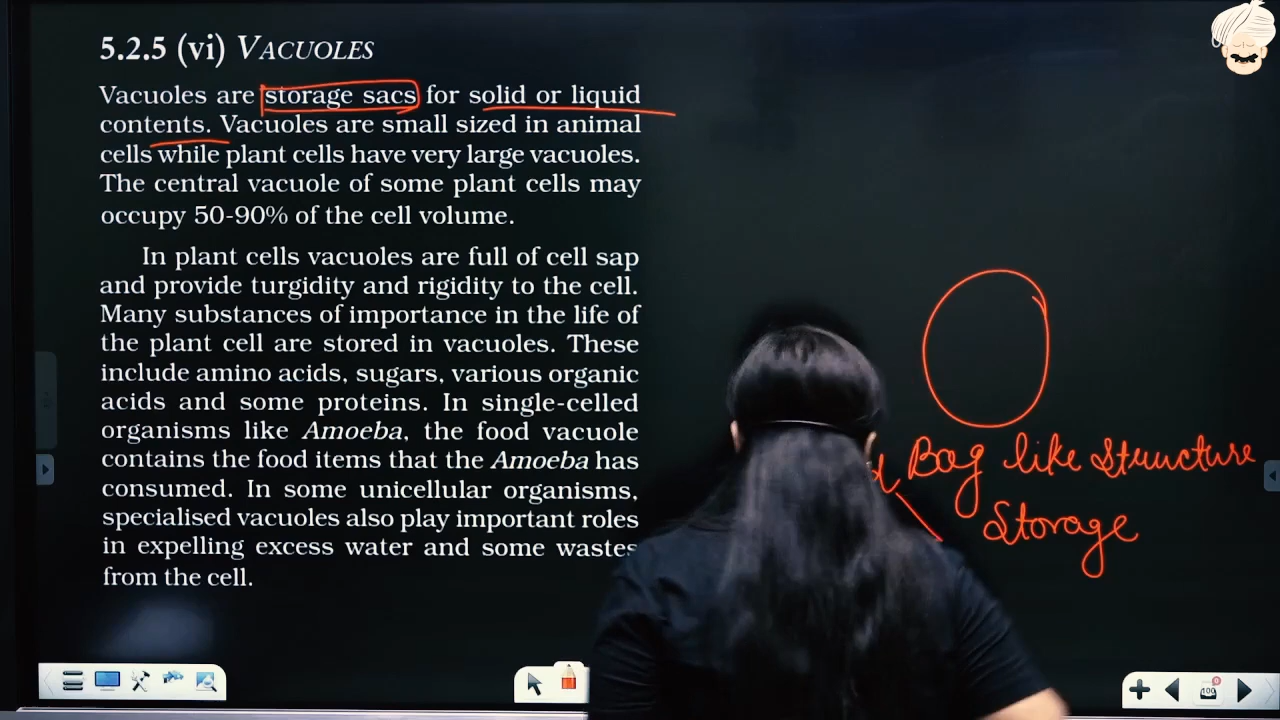 5.2.5 (vi) VACUOLES
Vacuoles are storage sacs for solid or liquid
contents. Vacuoles are small sized in animal
cells while plant cells have very large vacuoles.
The central vacuole of some plant cells may
occupy 50-90% of the cell volume.
In plant cells vacuoles are full of cell sap
and provide turgidity and rigidity to the cell.
Many substances of importance in the life of
the plant cell are stored in vacuoles. These
include amino acids, sugars, various organic
acids and some proteins. In single-celled
organisms like Amoeba, the food vacuole
contains the food items that the Amoeba has
consumed. In some unicellular organisms,
specialised vacuoles also play important roles
in expelling excess water and some wastes
from the cell.
Bag like structure
Storage
100